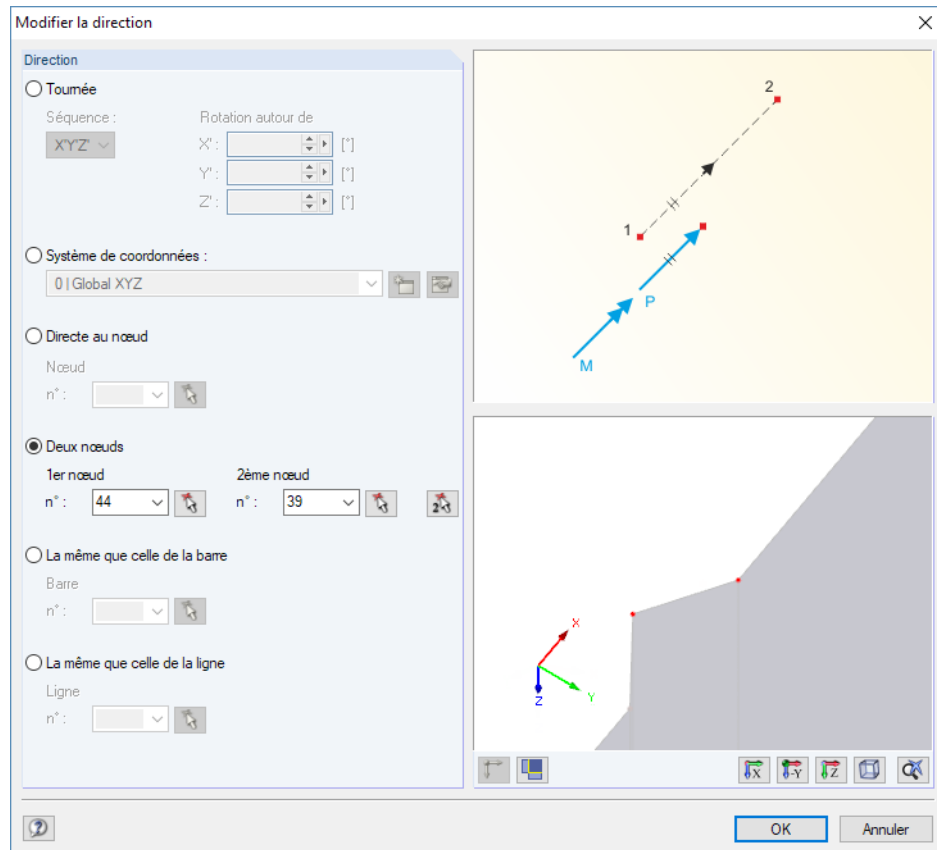 Modifier la direction
Direction
Tournée
Séquence :
Rotation autour de
X'Y'Z'
X' :
[°]
Y' :
[°]
Z' :
[°]
Système de coordonnées :
0 | Global XYZ
Directe au nœud
Nœud
n° :
Deux nœuds
1er nœud
2ème nœud
n° :
44
n° :
39
2
La même que celle de la barre
Barre
n° :
La même que celle de la ligne
Ligne
n° :
2
1
P
M
X
Y
Z
X
-Y
Z
OK
Annuler